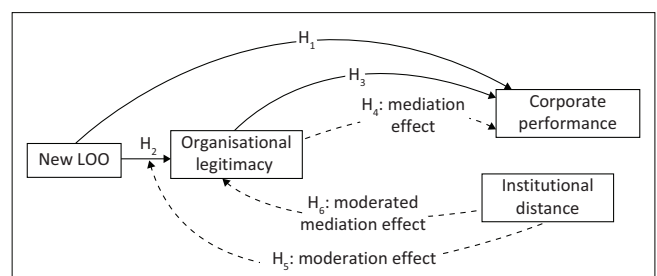 H1
H3
H4: mediation
effect
Corporate
performance
New LOO
H2
Organisational
legitimacy
H6: moderated
mediation effect
Institutional
distance
H5: moderation effect